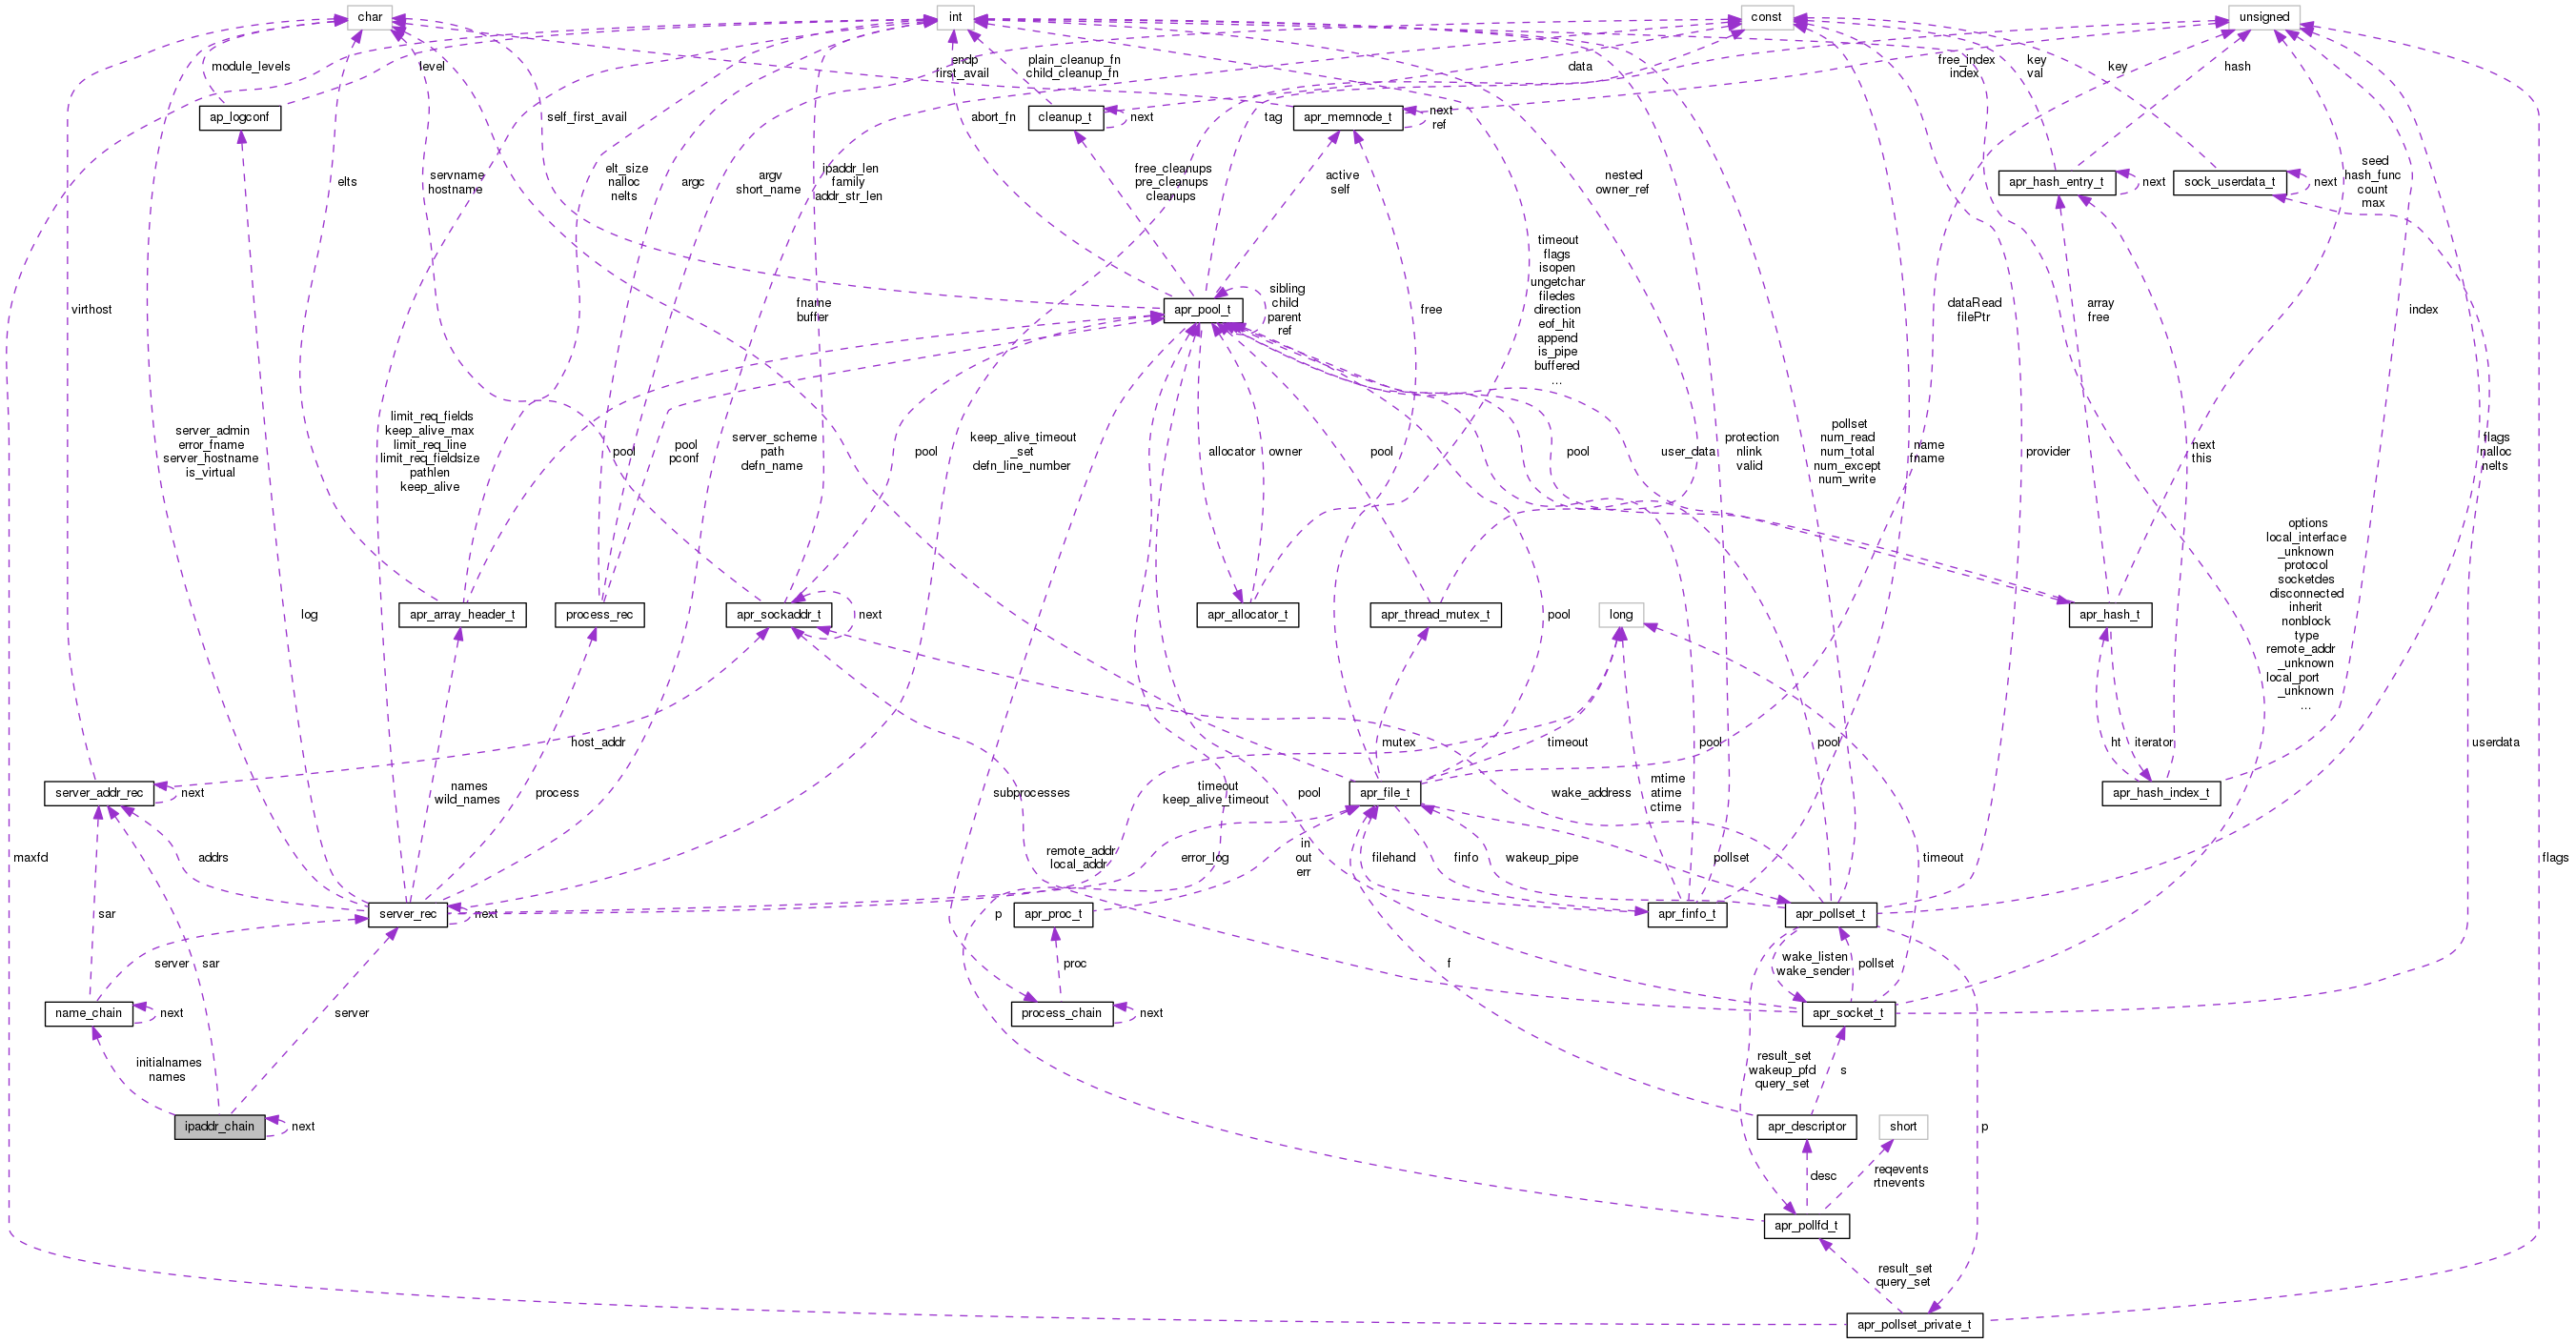 char
int
const
unsigned
module_levels
level
endp
first_avail
plain_cleanup_fn
child_cleanup_fn
data
free_index
index
key
val
key
hash
ap_logconf
self_first_avail
abort_fn
cleanup_t
next
tag
apr_memnode_t
next
ref
elts
servname
hostname
elt_size
nalloc
nelts
argc
argv
short_name
ipaddr_len
family
addr_str_len
free_cleanups
pre_cleanups
cleanups
active
self
nested
owner_ref
apr_hash_entry_t
next
sock_userdata_t
next
seed
hash_func
count
max
virthost
fname
buffer
apr_pool_t
sibling
child
parent
ref
free
timeout
flags
isopen
ungetchar
filedes
direction
eof_hit
append
is_pipe
buffered
...
dataRead
filePtr
array
free
index
server_admin
error_fname
server_hostname
is_virtual
limit_req_fields
keep_alive_max
limit_req_line
limit_req_fieldsize
pathlen
keep_alive
pool
pool
pconf
server_scheme
path
defn_name
pool
keep_alive_timeout
_set
defn_line_number
allocator
owner
pool
pool
user_data
protection
nlink
valid
pollset
num_read
num_total
num_except
num_write
name
fname
provider
next
this
flags
nalloc
nelts
log
apr_array_header_t
process_rec
apr_sockaddr_t
next
apr_allocator_t
apr_thread_mutex_t
pool
long
apr_hash_t
options
local_interface
_unknown
protocol
socketdes
disconnected
inherit
nonblock
type
remote_addr
_unknown
local_port
_unknown
...
host_addr
mutex
timeout
pool
pool
ht
iterator
userdata
server_addr_rec
next
names
wild_names
process
subprocesses
timeout
keep_alive_timeout
pool
apr_file_t
wake_address
mtime
atime
ctime
apr_hash_index_t
maxfd
addrs
remote_addr
local_addr
error_log
in
out
err
filehand
finfo
wakeup_pipe
pollset
timeout
flags
sar
server_rec
next
p
apr_proc_t
apr_finfo_t
apr_pollset_t
server
sar
proc
f
wake_listen
wake_sender
pollset
name_chain
next
server
process_chain
next
apr_socket_t
initialnames
names
result_set
wakeup_pfd
query_set
s
ipaddr_chain
next
apr_descriptor
short
p
desc
reqevents
rtnevents
apr_pollfd_t
result_set
query_set
apr_pollset_private_t